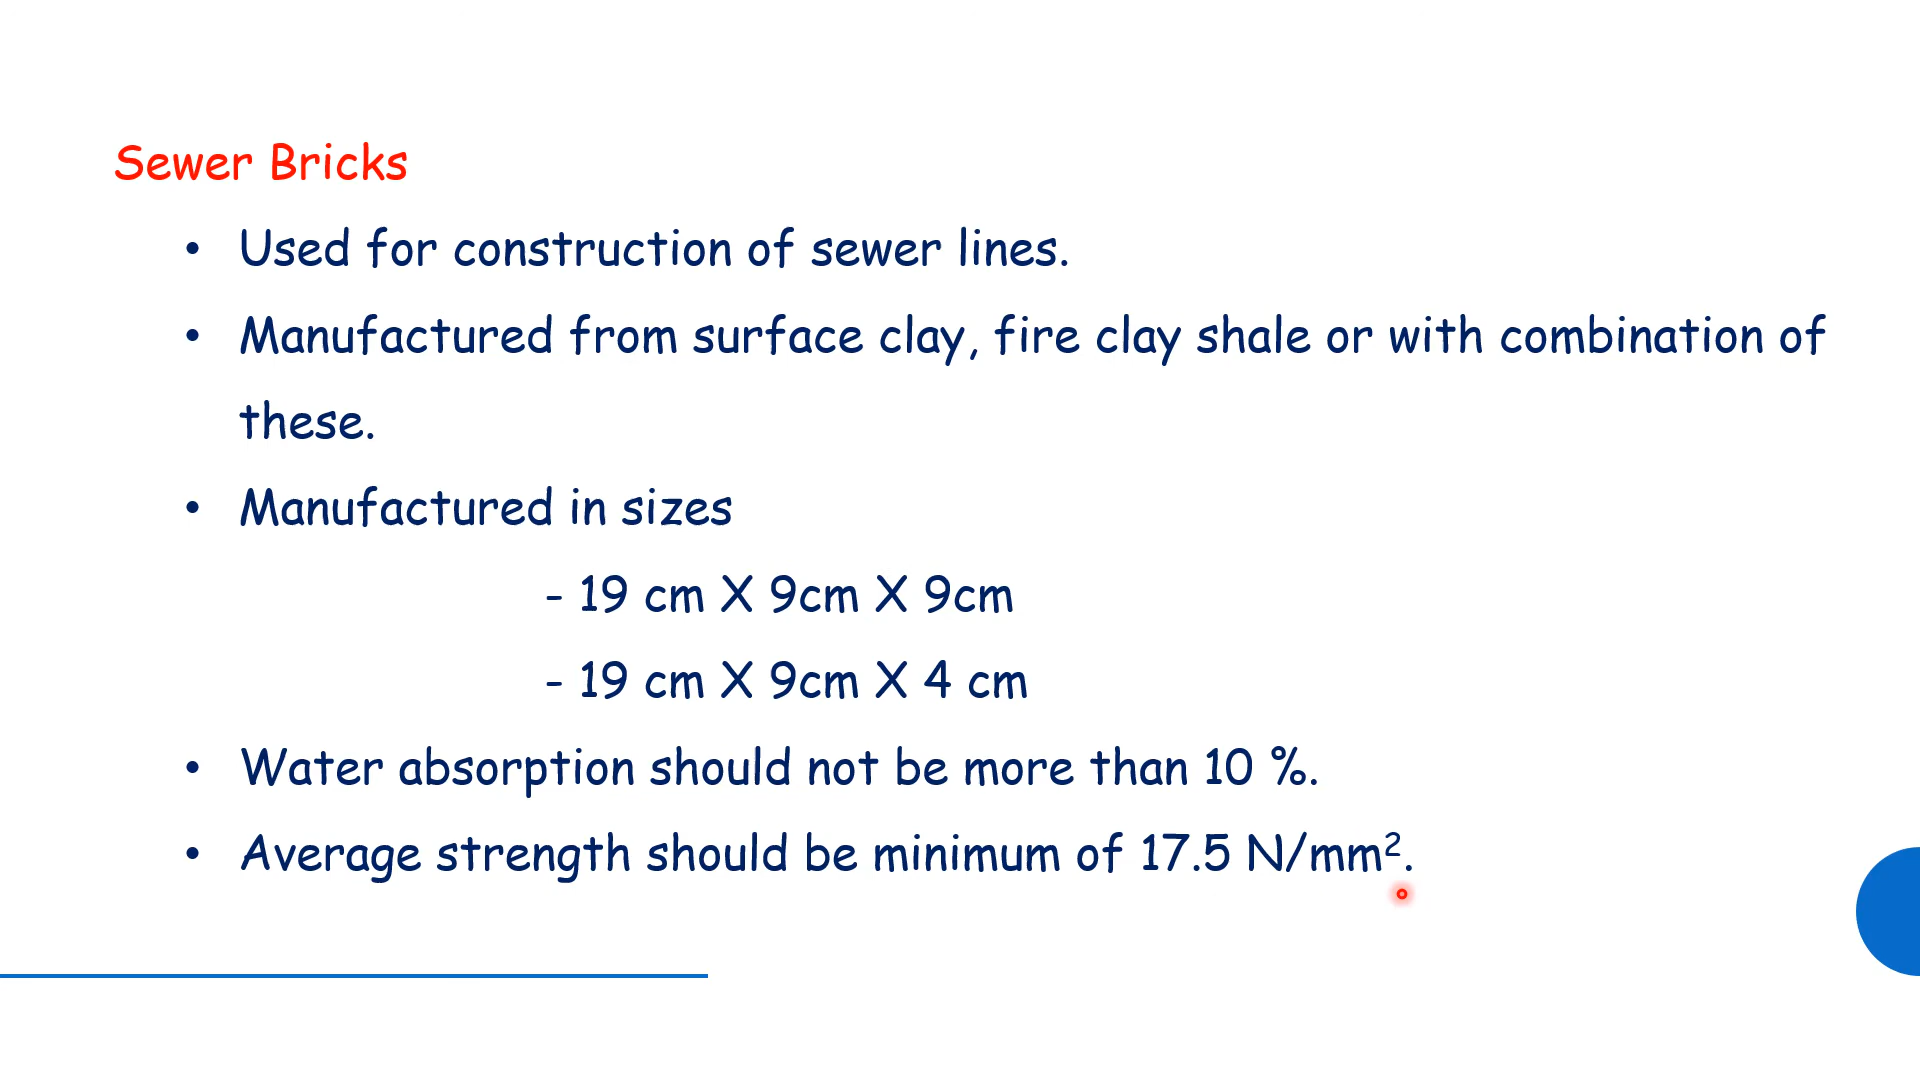 Sewer Bricks
• Used for construction of sewer lines.
• Manufactured from surface clay, fire clay shale or with combination of
these.
• Manufactured in sizes
- 19 cm X 9cm X 9cm
- 19 cm X 9cm X 4 cm
• Water absorption should not be more than 10 %.
• Average strength should be minimum of 17.5 N/mm².